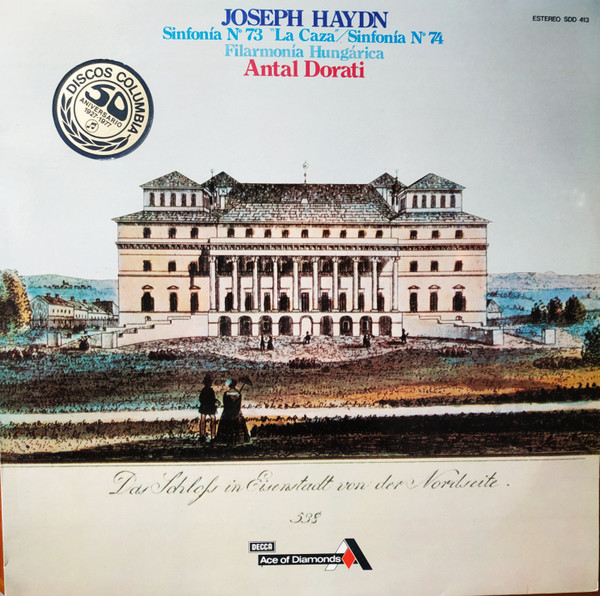 JOSEPH HAYDN
Sinfonía Nº 73 "La Caza"/Sinfonía Nº 74
Filarmonía Hungárica
Antal Dorati
ESTEREO SDD 413
DISCOS COLUMBIA
50
ANIVERSARIO
1927-1977
Das Schloß in Eisenstadt von der Nordseite.
538
DECCA
Ace of Diamonds